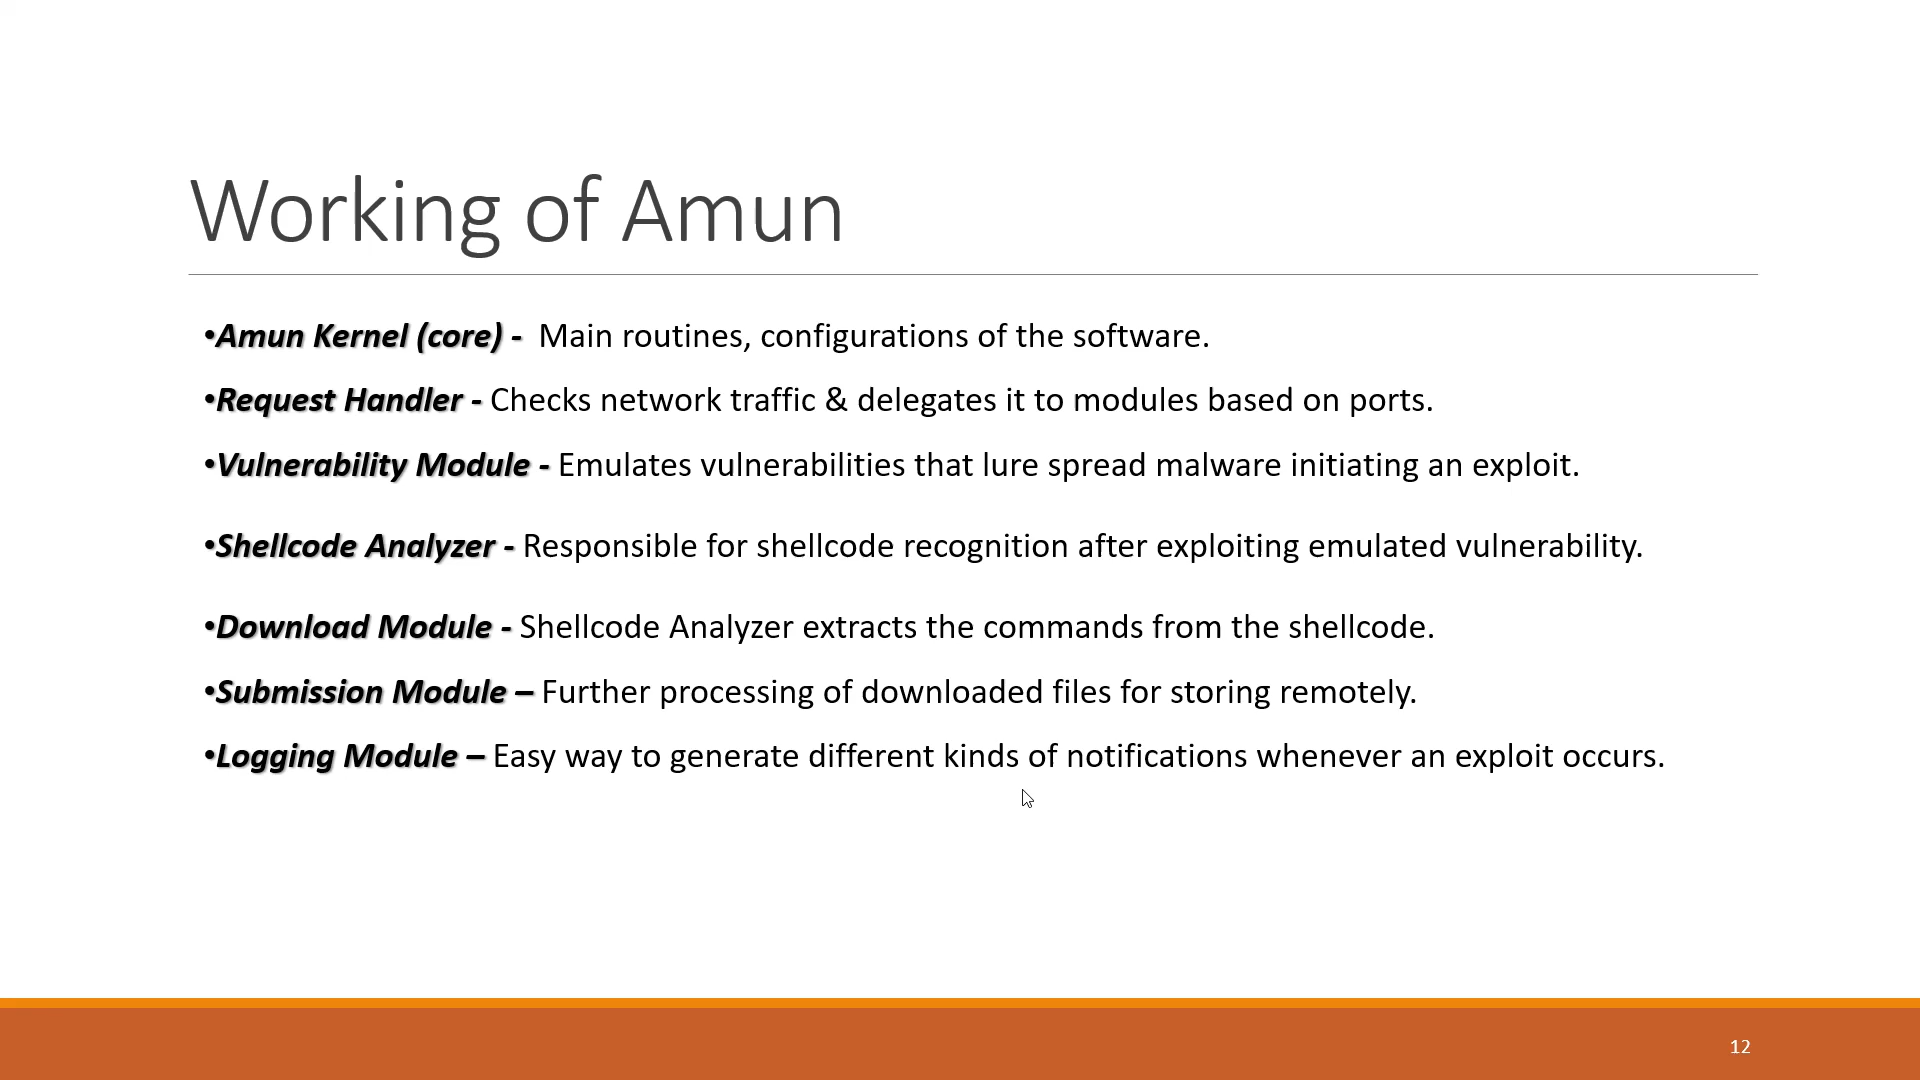 Working of Amun
•Amun Kernel (core) - Main routines, configurations of the software.
•Request Handler - Checks network traffic & delegates it to modules based on ports.
•Vulnerability Module - Emulates vulnerabilities that lure spread malware initiating an exploit.
•Shellcode Analyzer - Responsible for shellcode recognition after exploiting emulated vulnerability.
•Download Module - Shellcode Analyzer extracts the commands from the shellcode.
•Submission Module – Further processing of downloaded files for storing remotely.
•Logging Module – Easy way to generate different kinds of notifications whenever an exploit occurs.
12